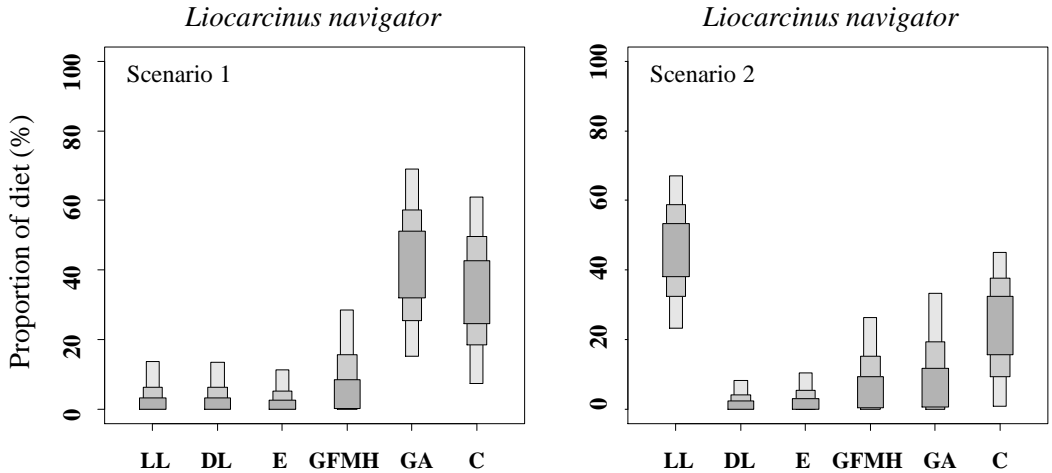 Liocarcinus navigator
Scenario 1
Proportion of diet (%)
100
80
60
40
20
0
LL DL E GFMH GA C
Liocarcinus navigator
Scenario 2
100
80
60
40
20
0
LL DL E GFMH GA C